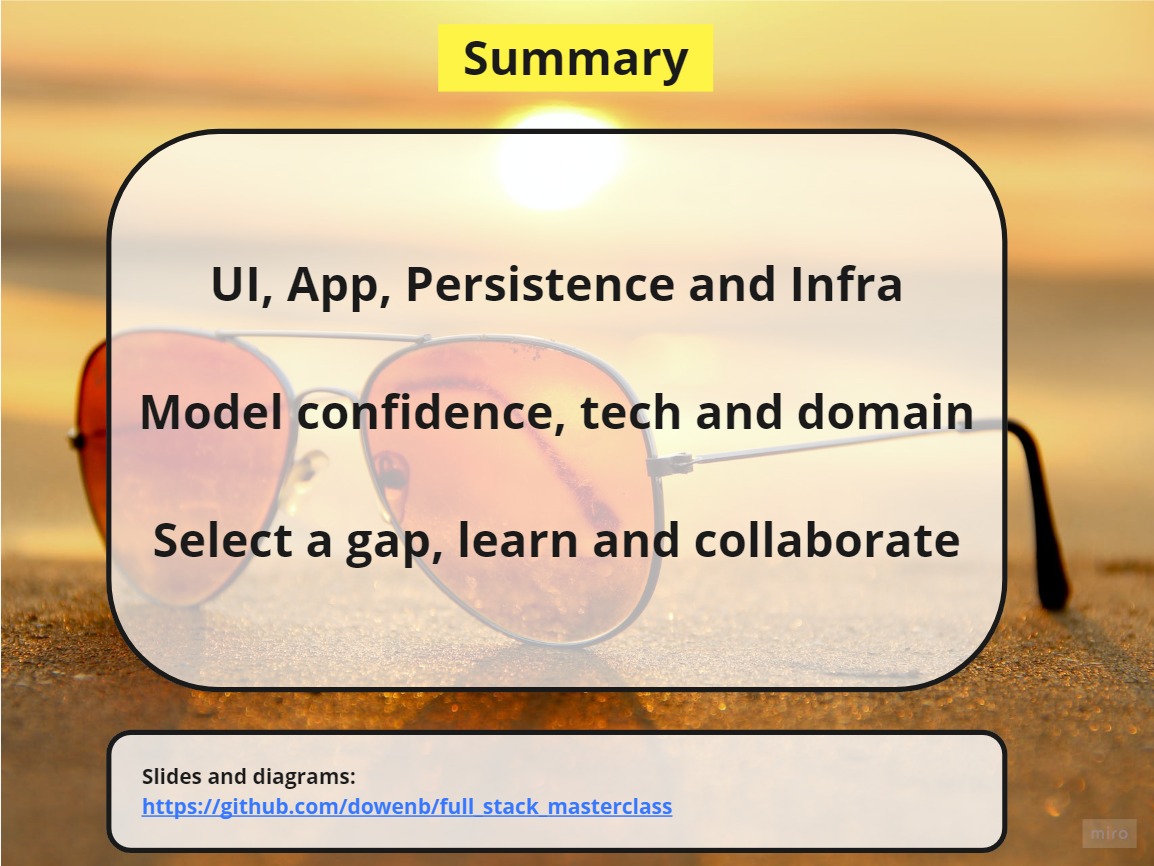 Summary
UI, App, Persistence and Infra
Model confidence, tech and domain
Select a gap, learn and collaborate
Slides and diagrams:
https://github.com/dowenb/full_stack_masterclass
miro